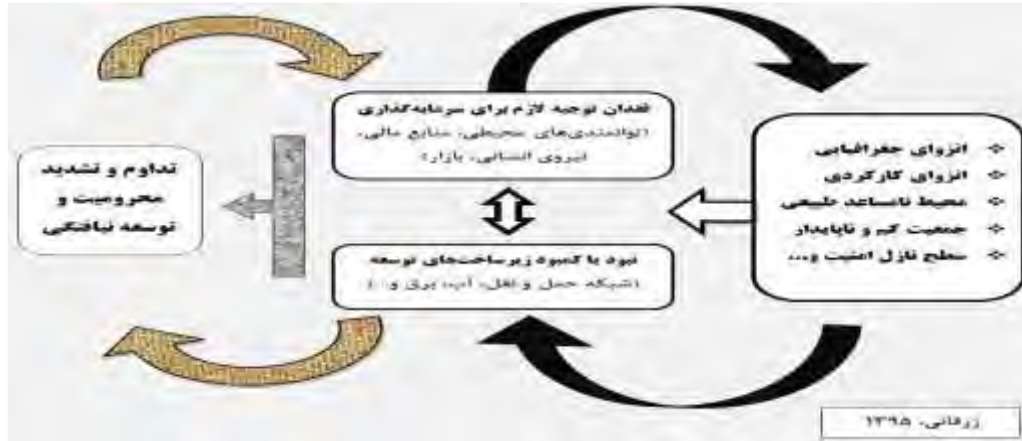 انزوای جغرافیایی
انزوای کارکردی
محیط نامساعد طبیعی
جمعیت کم و ناپایدار
سطح نازل امنیت و...
فقدان توجیه لازم برای سرمایه‌گذاری
(توانمندی‌های محیطی، منابع مالی،
نیروی انسانی، بازار)
نبود یا کمبود زیرساخت‌های توسعه
(شبکه حمل و نقل، آب، برق و...)
تداوم و تشدید
محرومیت و
توسعه نیافتگی
زرقانی، ۱۳۹۵